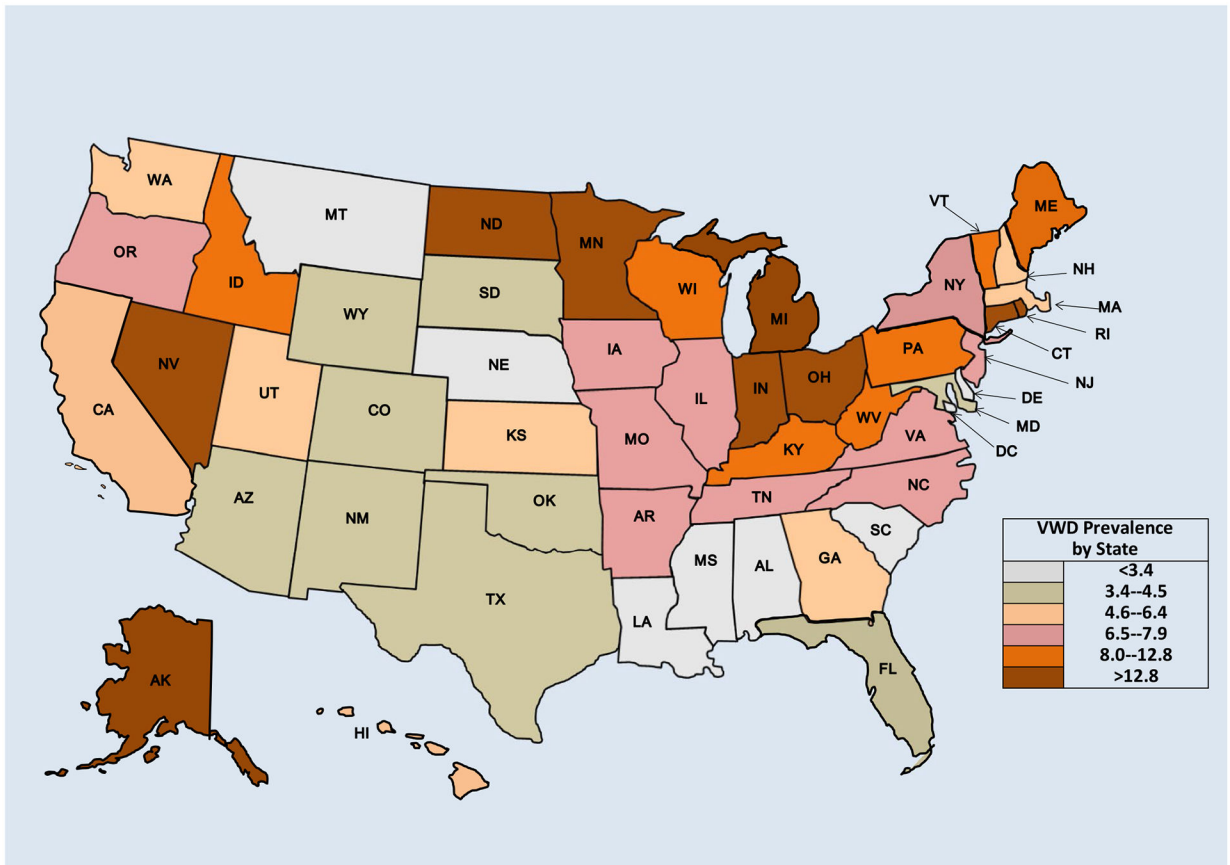 WA
MT
ND
MN
VT
ME
OR
ID
SD
WI
NY
NH
WY
MI
MA
RI
NV
UT
NE
IA
PA
CT
CA
CO
KS
IL
IN
OH
NJ
MO
WV
DE
KY
VA
MD
DC
AZ
NM
OK
AR
TN
NC
MS
AL
GA
SC
TX
LA
FL
AK
HI
VWD Prevalence
by State
<3.4
3.4--4.5
4.6--6.4
6.5--7.9
8.0--12.8
>12.8